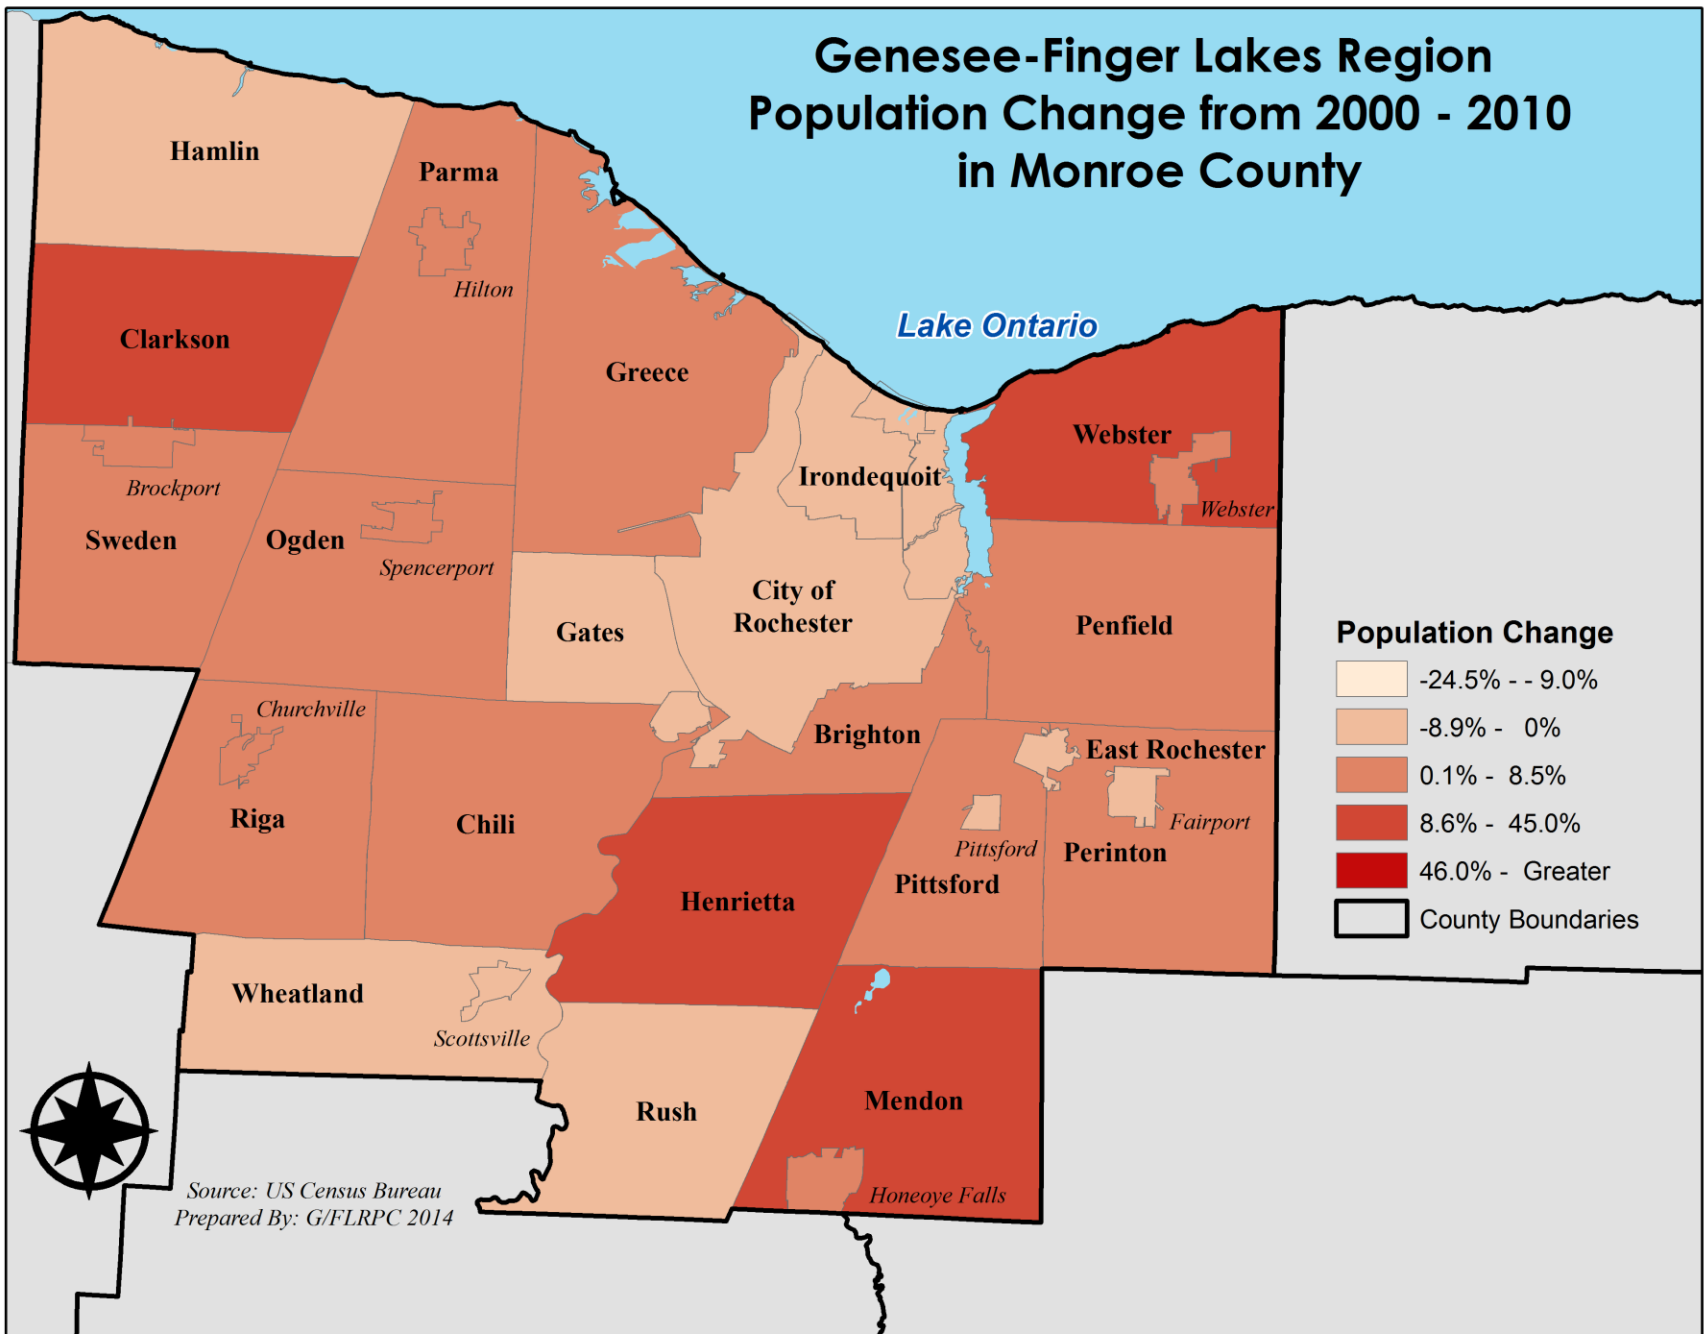 Genesee-Finger Lakes Region
Population Change from 2000 - 2010
in Monroe County
Hamlin
Parma
Hilton
Lake Ontario
Clarkson
Greece
Webster
Webster
Irondequoit
Brockport
Sweden
Ogden
Spencerport
City of
Rochester
Gates
Penfield
Churchville
Brighton
East Rochester
Riga
Chili
Fairport
Pittsford
Perinton
Pittsford
Henrietta
Wheatland
Scottsville
Rush
Mendon
Honeoye Falls
Population Change
-24.5% - - 9.0%
-8.9% - 0%
0.1% - 8.5%
8.6% - 45.0%
46.0% - Greater
County Boundaries
Source: US Census Bureau
Prepared By: G/FLRPC 2014